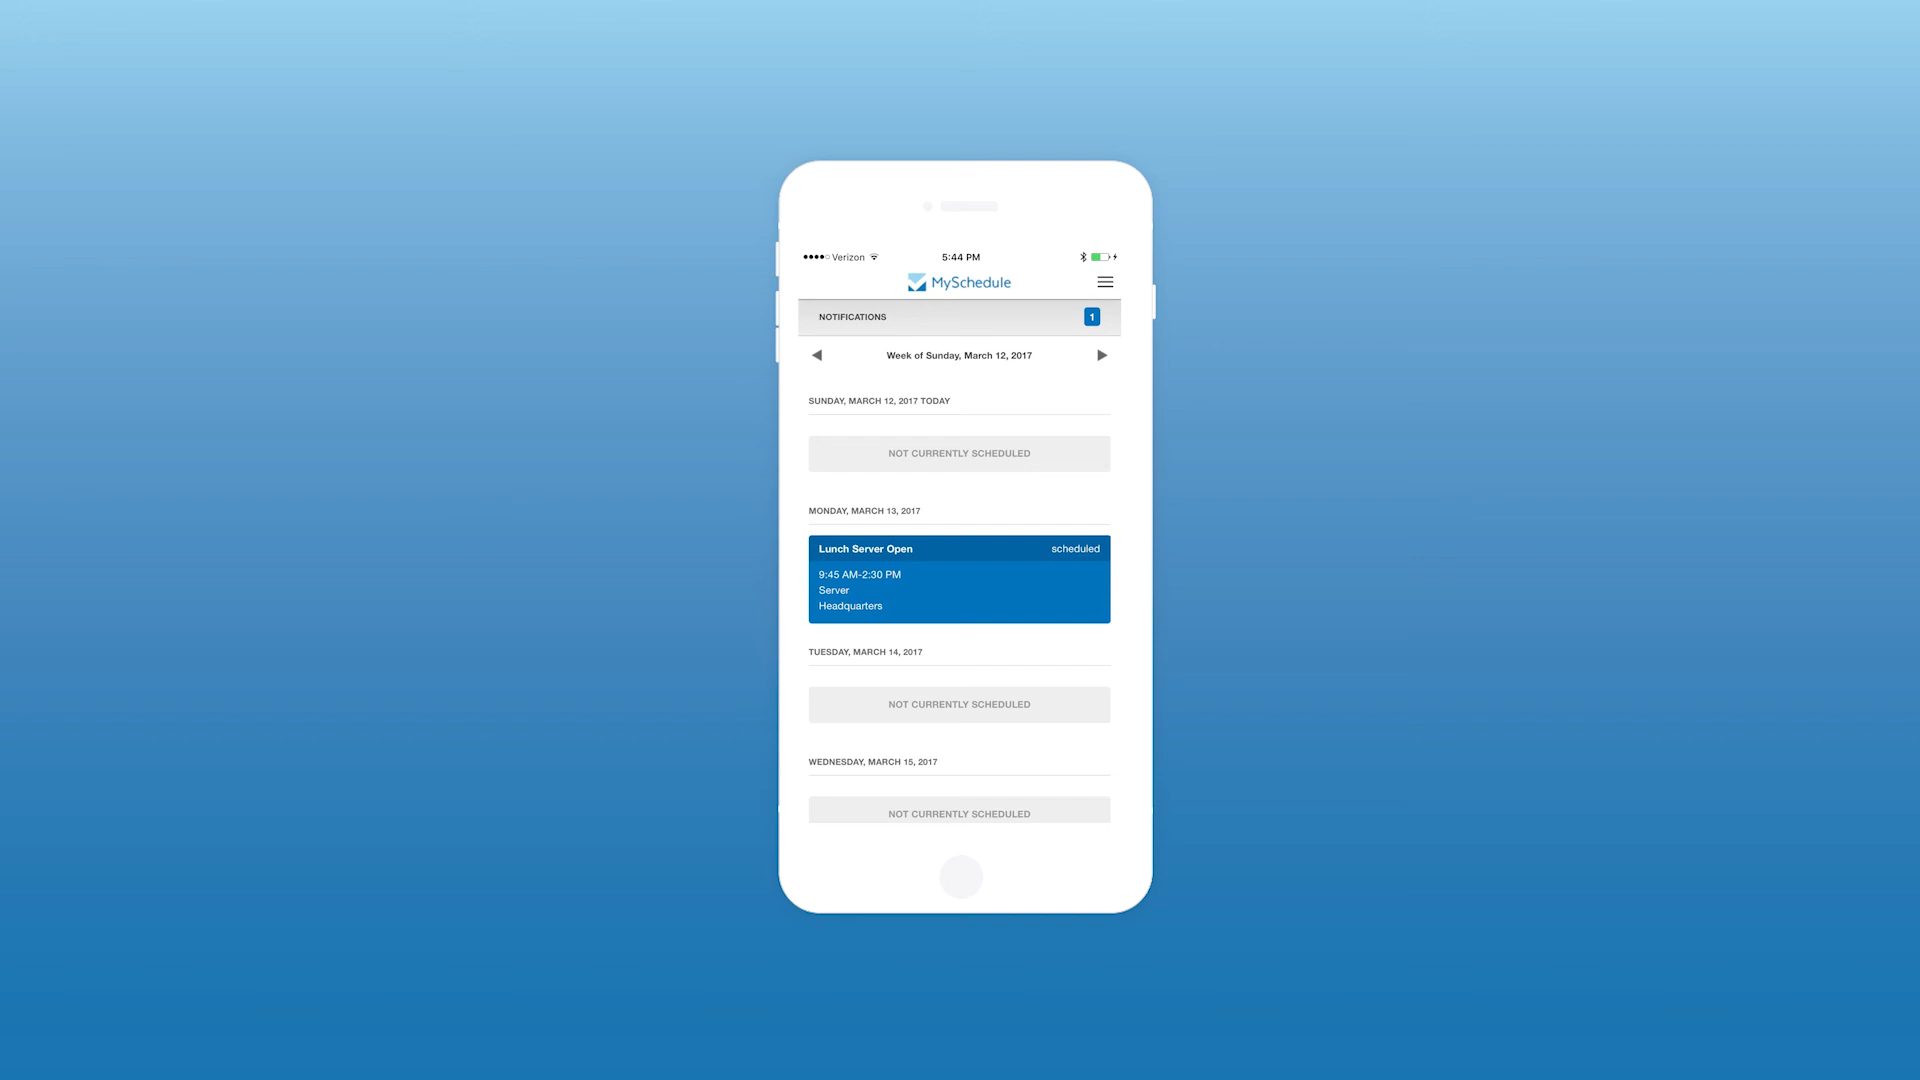 Verizon 5:44 PM
MySchedule
NOTIFICATIONS 1
Week of Sunday, March 12, 2017
SUNDAY, MARCH 12, 2017 TODAY
NOT CURRENTLY SCHEDULED
MONDAY, MARCH 13, 2017
Lunch Server Open scheduled
9:45 AM-2:30 PM
Server
Headquarters
TUESDAY, MARCH 14, 2017
NOT CURRENTLY SCHEDULED
WEDNESDAY, MARCH 15, 2017
NOT CURRENTLY SCHEDULED